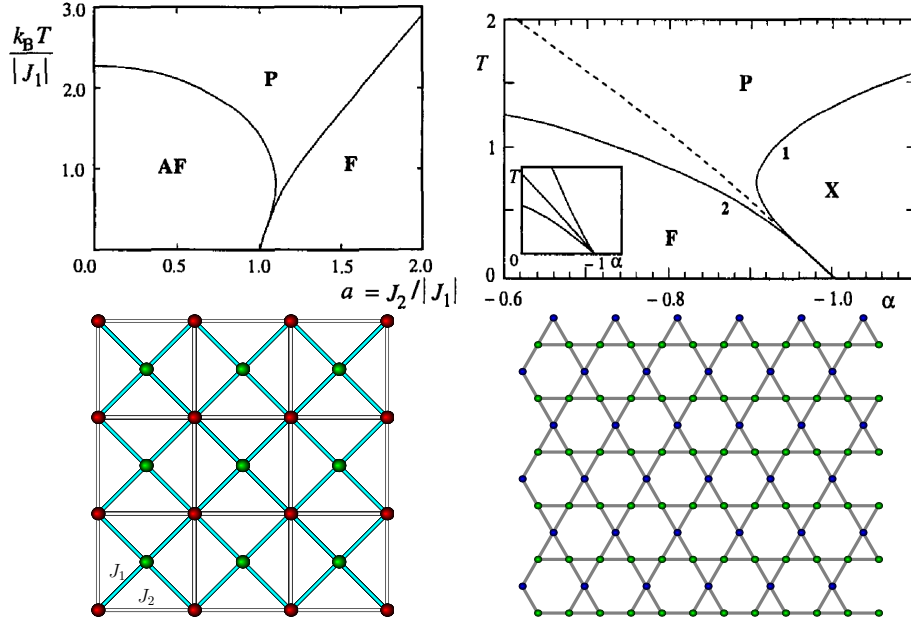 k_B T
|J_1|
3.0
2.0
1.0
P
AF
F
0.0
0.5
1.0
1.5
2.0
a = J_2/|J_1|
2
T
1
0
P
1
X
2
F
T
0
-1 α
-0.6
-0.8
-1.0
α
J_1
J_2